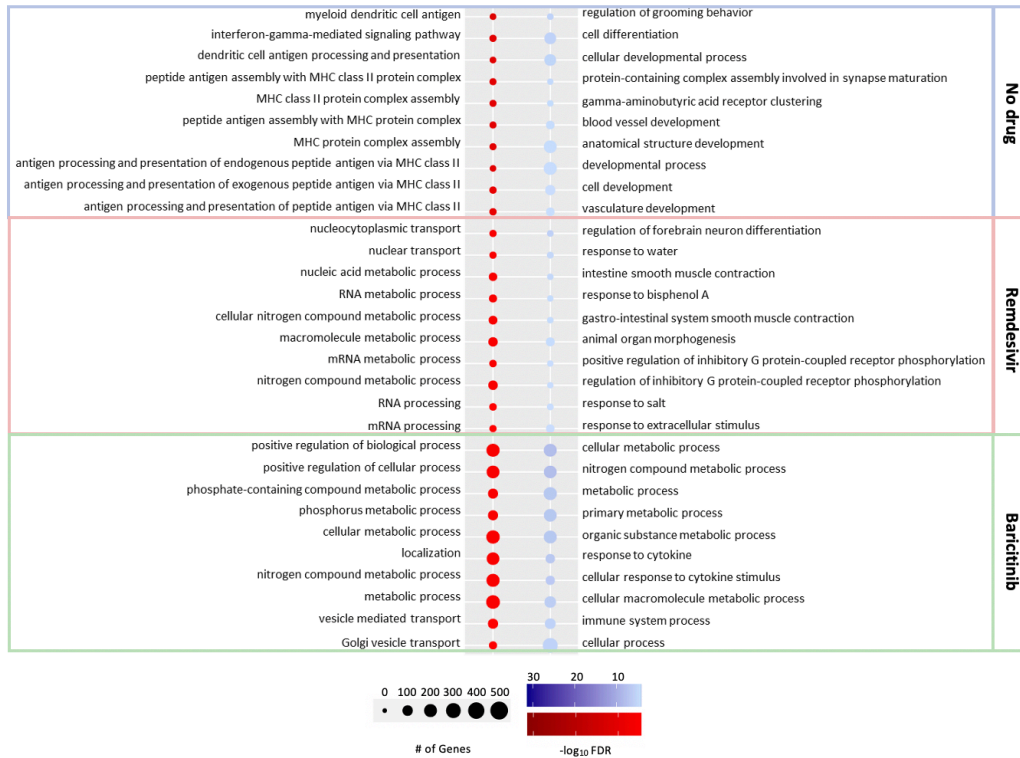 myeloid dendritic cell antigen
regulation of grooming behavior
interferon-gamma-mediated signaling pathway
cell differentiation
dendritic cell antigen processing and presentation
cellular developmental process
peptide antigen assembly with MHC class II protein complex
protein-containing complex assembly involved in synapse maturation
MHC class II protein complex assembly
gamma-aminobutyric acid receptor clustering
peptide antigen assembly with MHC protein complex
blood vessel development
MHC protein complex assembly
anatomical structure development
antigen processing and presentation of endogenous peptide antigen via MHC class II
developmental process
antigen processing and presentation of exogenous peptide antigen via MHC class II
cell development
antigen processing and presentation of peptide antigen via MHC class II
vasculature development
No drug
nucleocytoplasmic transport
regulation of forebrain neuron differentiation
nuclear transport
response to water
nucleic acid metabolic process
intestine smooth muscle contraction
RNA metabolic process
response to bisphenol A
cellular nitrogen compound metabolic process
gastro-intestinal system smooth muscle contraction
macromolecule metabolic process
animal organ morphogenesis
mRNA metabolic process
positive regulation of inhibitory G protein-coupled receptor phosphorylation
nitrogen compound metabolic process
regulation of inhibitory G protein-coupled receptor phosphorylation
RNA processing
response to salt
mRNA processing
response to extracellular stimulus
Remdesivir
positive regulation of biological process
cellular metabolic process
positive regulation of cellular process
nitrogen compound metabolic process
phosphate-containing compound metabolic process
metabolic process
phosphorus metabolic process
primary metabolic process
cellular metabolic process
organic substance metabolic process
localization
response to cytokine
nitrogen compound metabolic process
cellular response to cytokine stimulus
metabolic process
cellular macromolecule metabolic process
vesicle mediated transport
immune system process
Golgi vesicle transport
cellular process
Baricitinib
0 100 200 300 400 500
# of Genes
30 20 10
-log₁₀ FDR